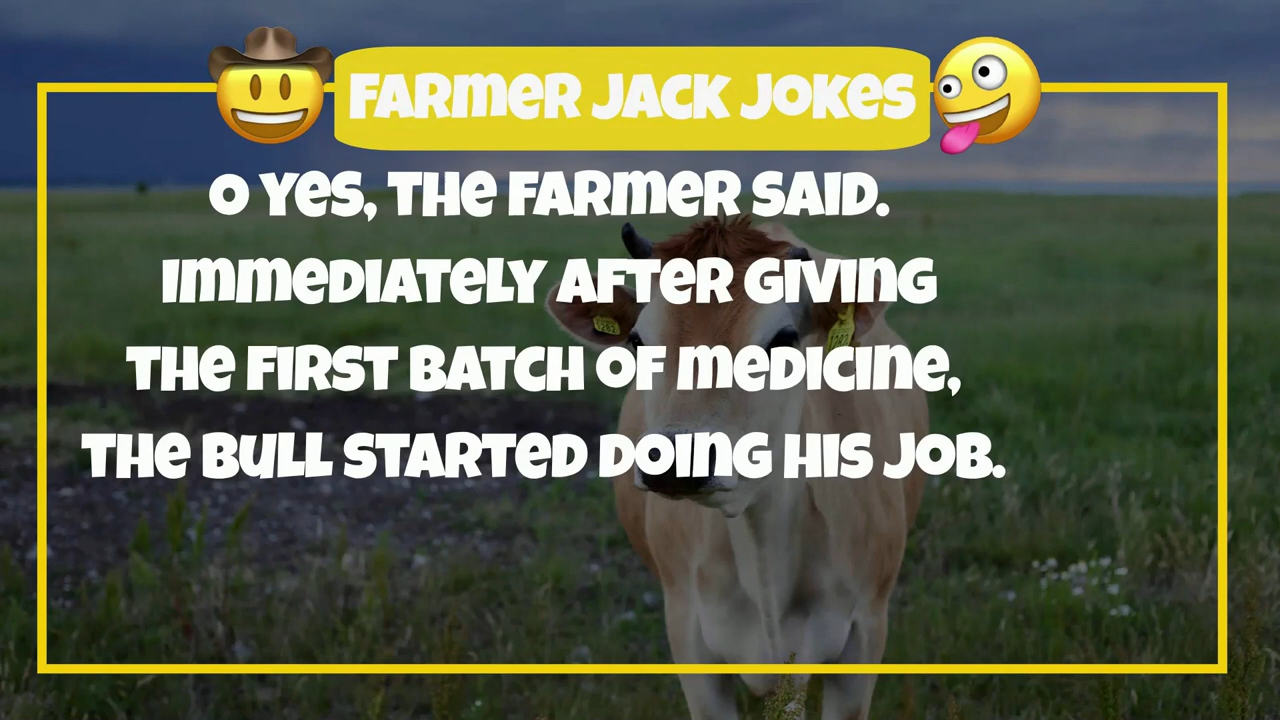 FARMER JACK JOKES
O YES, THE FARMER SAID.
IMMEDIATELY AFTER GIVING
THE FIRST BATCH OF MEDICINE,
THE BULL STARTED DOING HIS JOB.